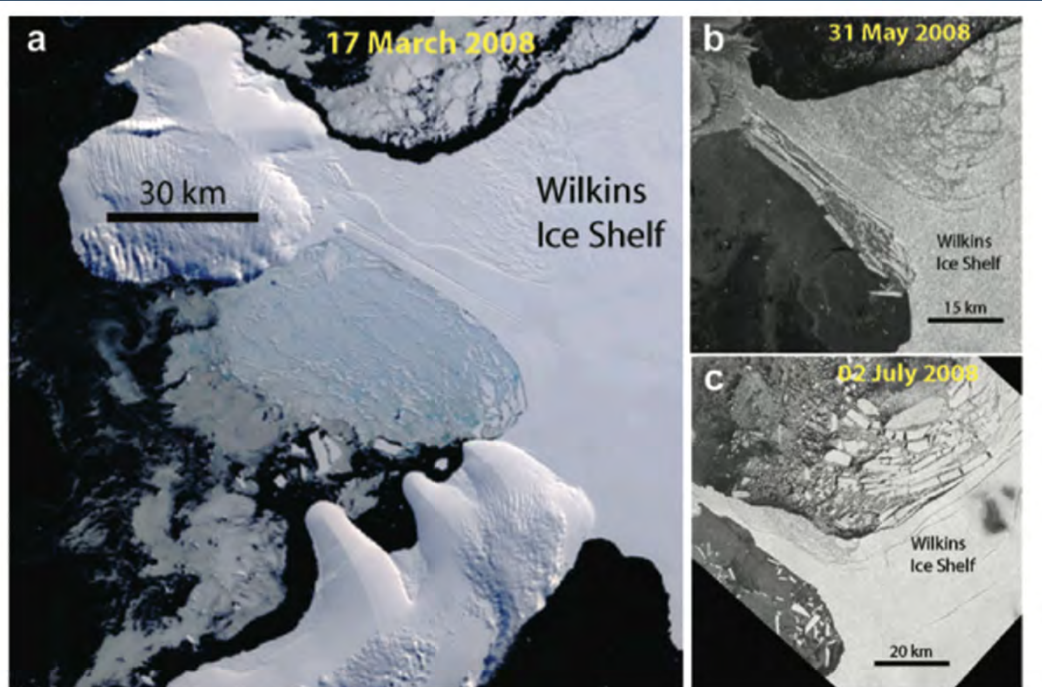 a
17 March 2008
30 km
Wilkins
Ice Shelf
b
31 May 2008
Wilkins
Ice Shelf
15 km
c
02 July 2008
Wilkins
Ice Shelf
20 km